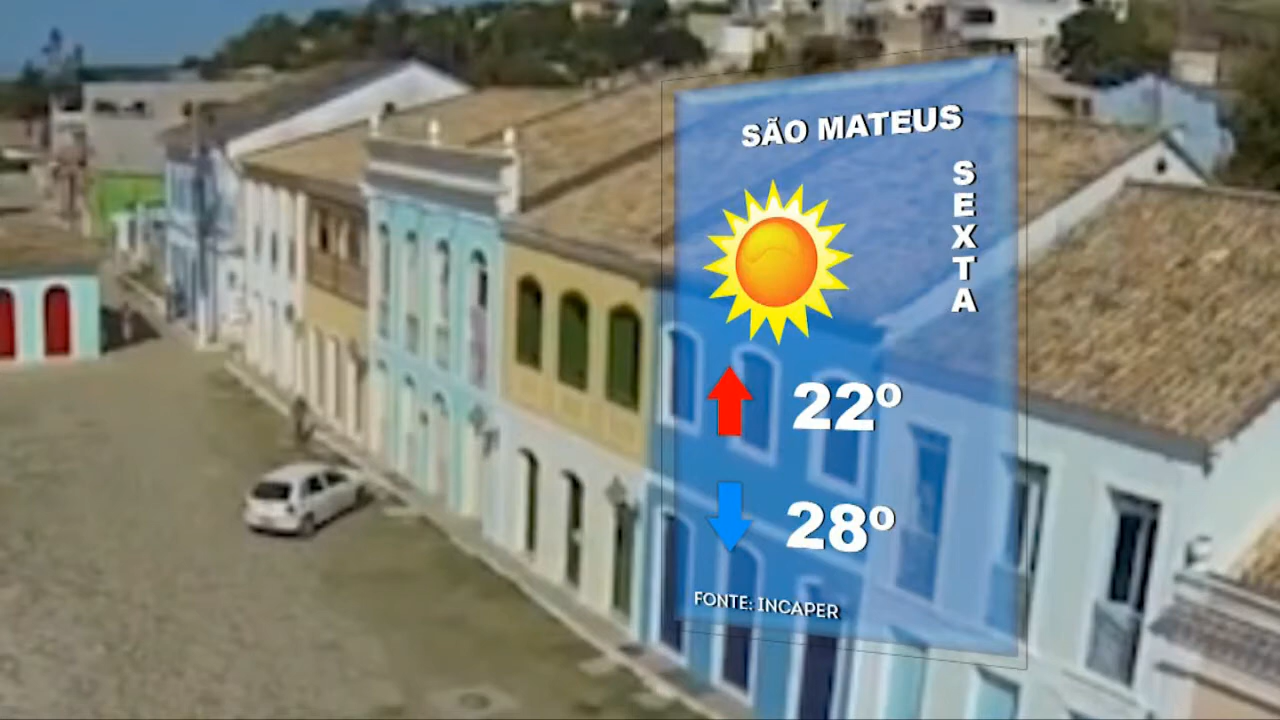 SÃO MATEUS
SEXTA
22º
28º
FONTE: INCAPER